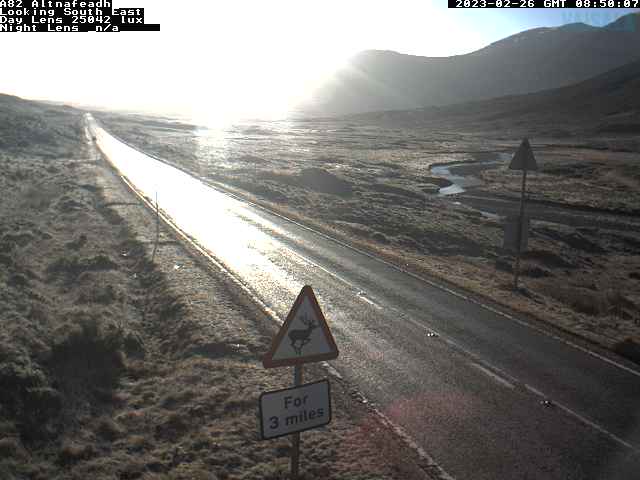 A82 Altnafeadh
Looking South East
Day Lens 25042 lux
Night Lens n/a
2023-02-26 GMT 08:50:07
For
3 miles